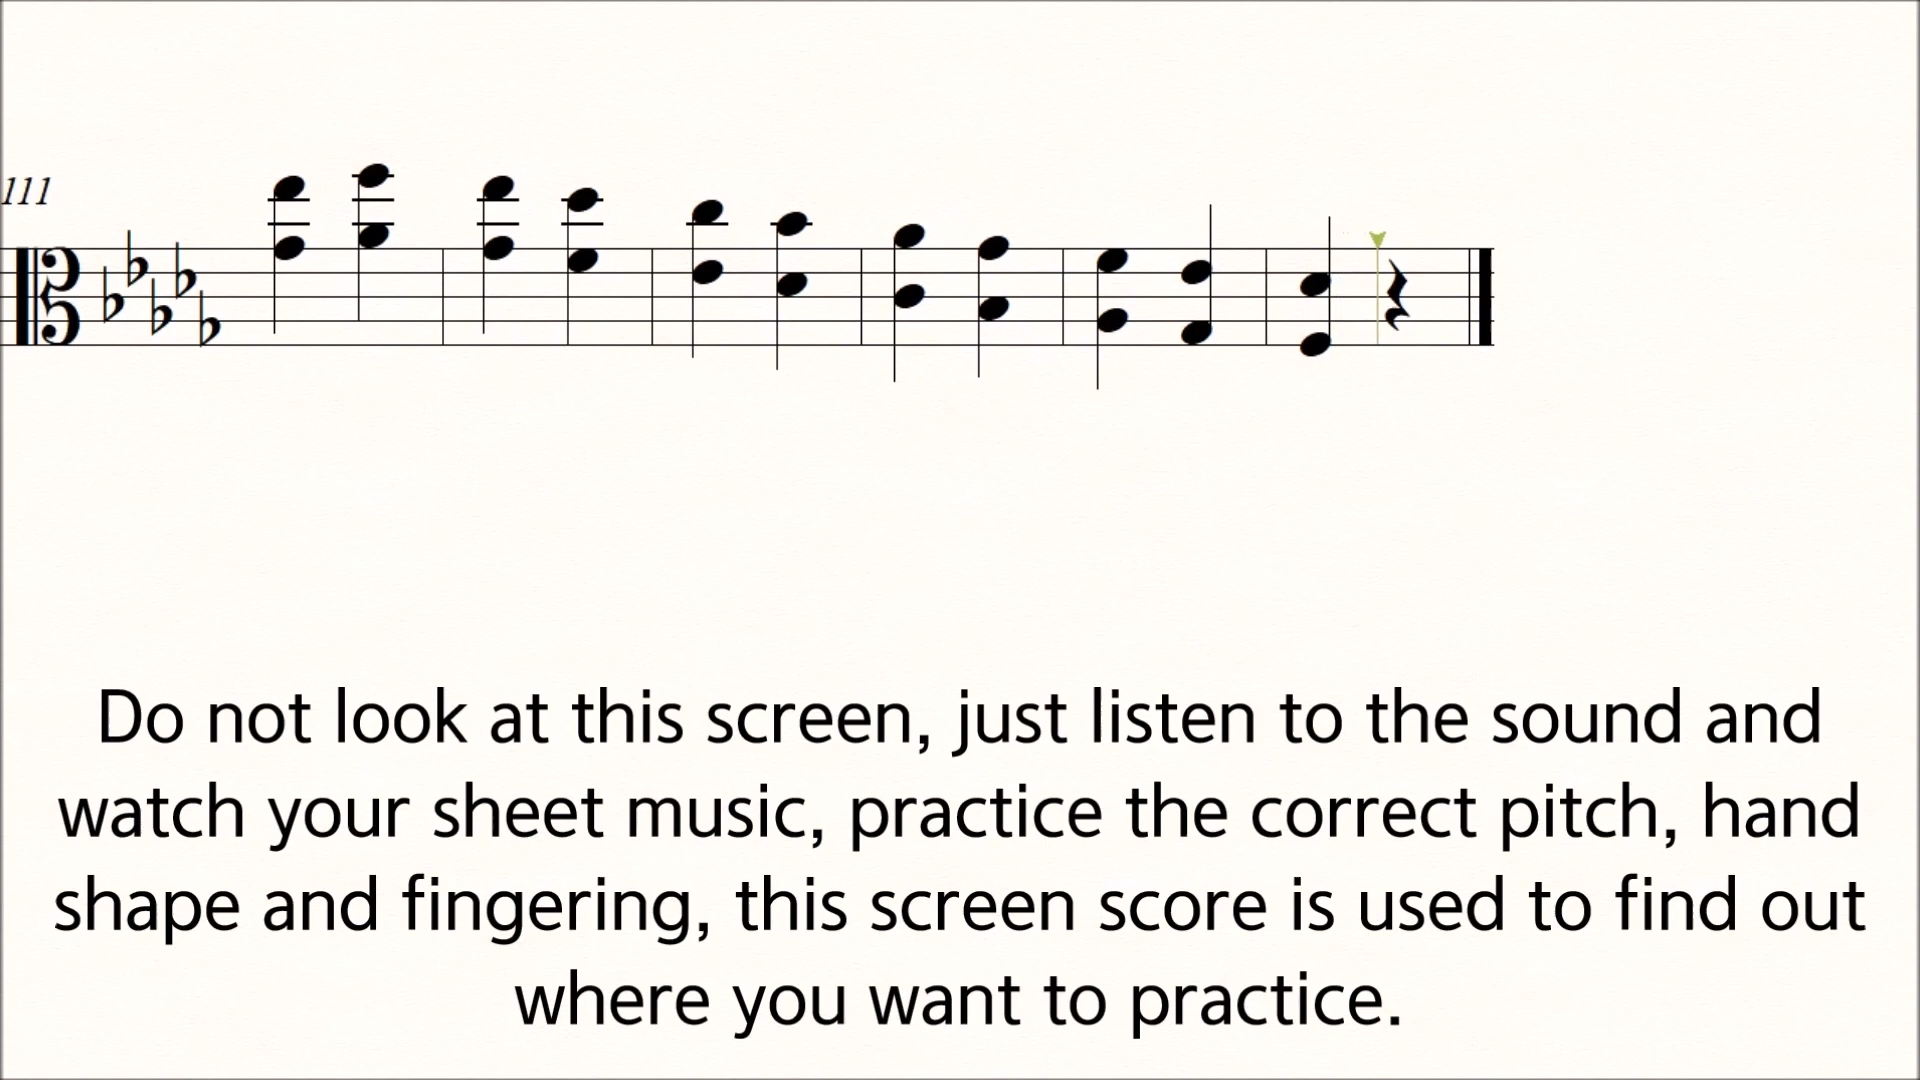 111
Do not look at this screen, just listen to the sound and
watch your sheet music, practice the correct pitch, hand
shape and fingering, this screen score is used to find out
where you want to practice.